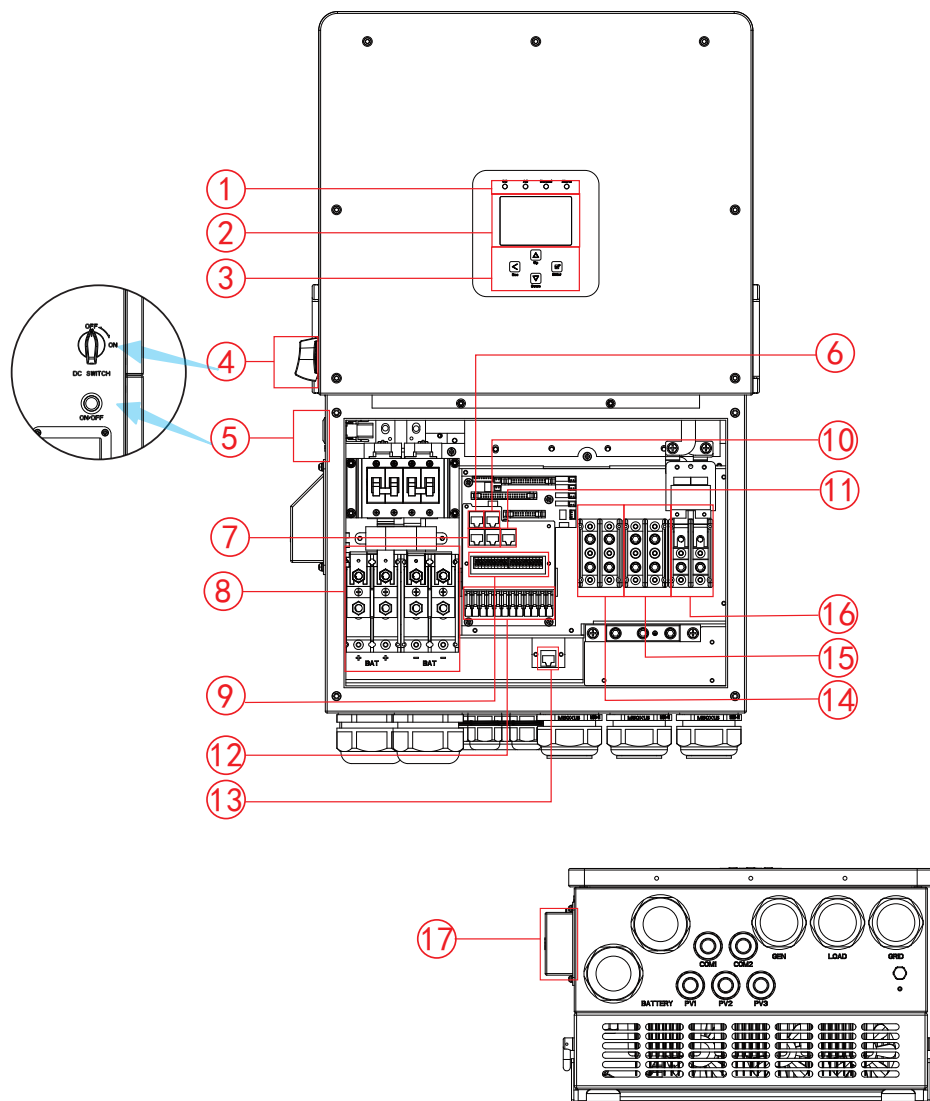 1
2
3
OFF
ON
DC SWITCH
ON/OFF
4
5
6
7
8
9
10
11
12
13
14
15
16
+ BAT +
- BAT -
17
COM1
COM2
GEN
LOAD
GRID
BATTERY
PV1
PV2
PV3